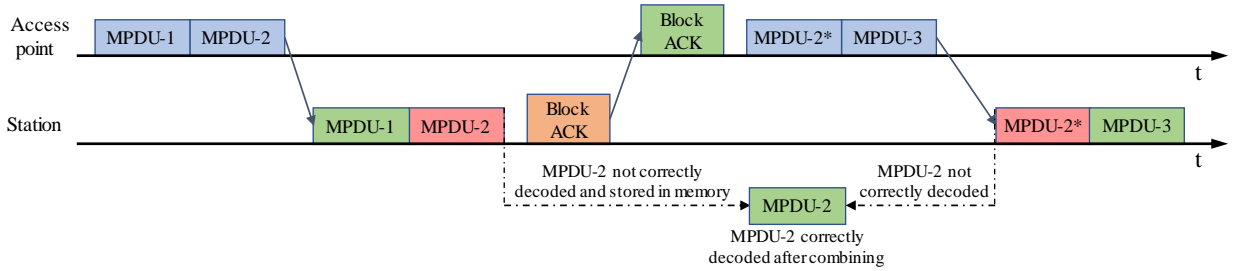 Access
point
MPDU-1
MPDU-2
Block
ACK
MPDU-2*
MPDU-3
t
Station
MPDU-1
MPDU-2
Block
ACK
MPDU-2*
MPDU-3
t
MPDU-2 not correctly
decoded and stored in memory
MPDU-2 not
correctly decoded
MPDU-2
MPDU-2 correctly
decoded after combining